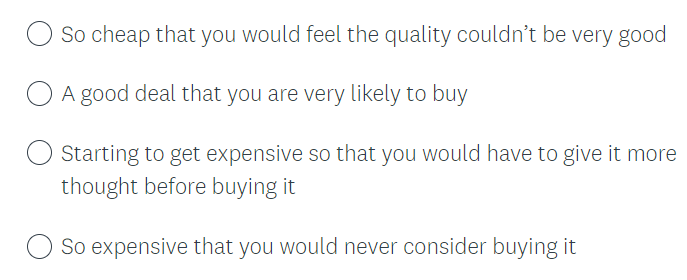 So cheap that you would feel the quality couldn’t be very good
A good deal that you are very likely to buy
Starting to get expensive so that you would have to give it more
thought before buying it
So expensive that you would never consider buying it